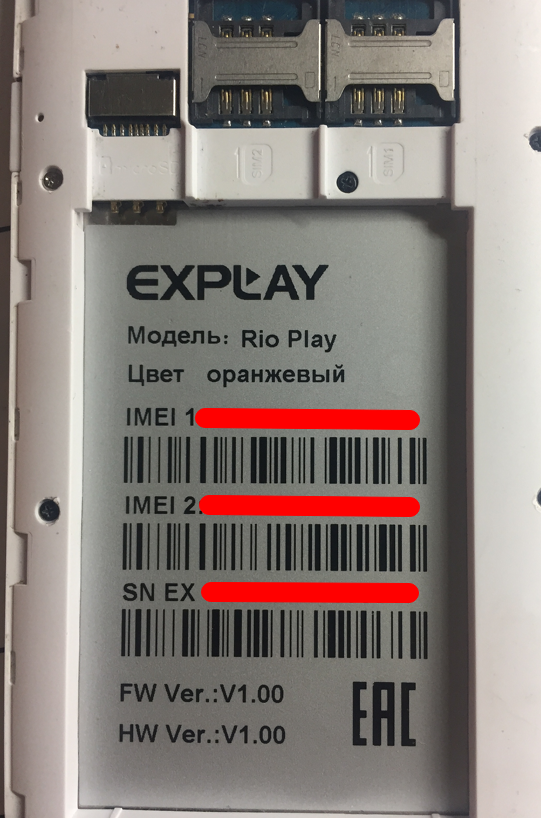 SIM2 SIM1
EXPLAY
Модель: Rio Play
Цвет оранжевый
IMEI 1
IMEI 2:
SN EX
FW Ver.:V1.00
HW Ver.:V1.00
EAC